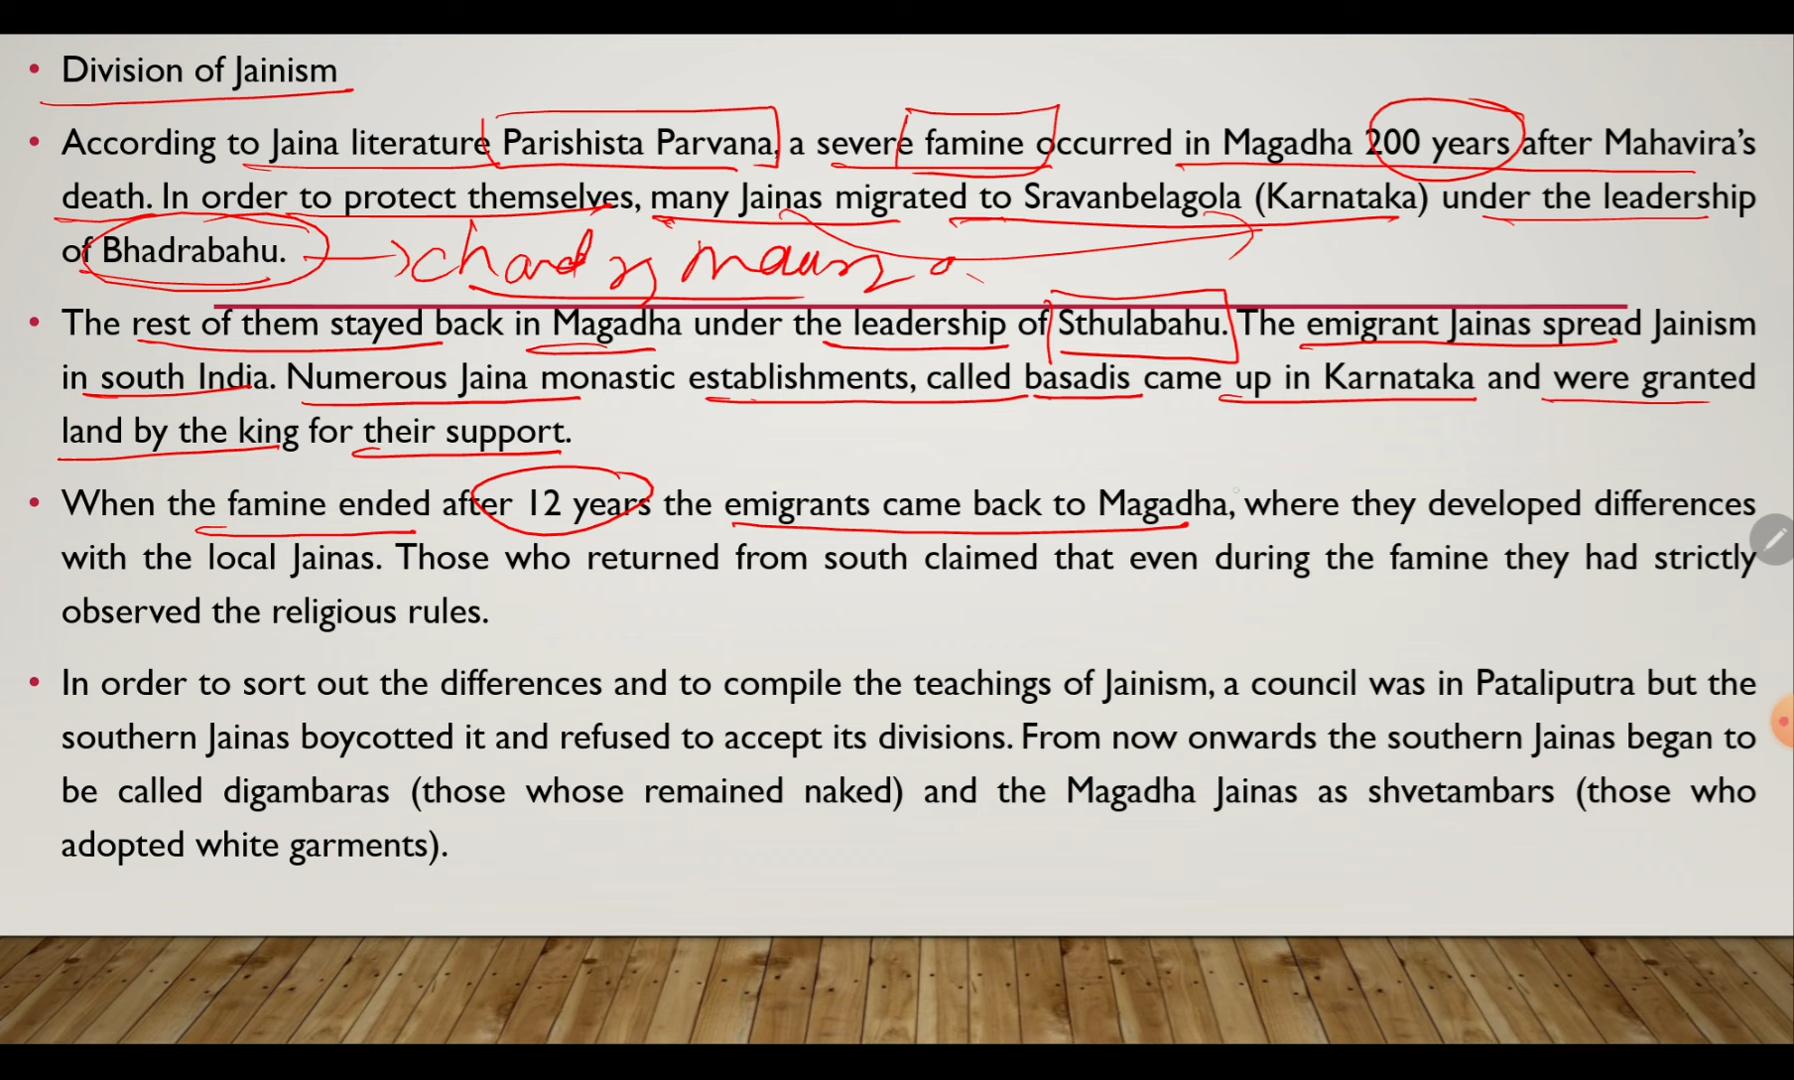 • Division of Jainism
• According to Jaina literature Parishista Parvana, a severe famine occurred in Magadha 200 years after Mahavira’s
death. In order to protect themselves, many Jainas migrated to Sravanbelagola (Karnataka) under the leadership
of Bhadrabahu.
• The rest of them stayed back in Magadha under the leadership of Sthulabahu. The emigrant Jainas spread Jainism
in south India. Numerous Jaina monastic establishments, called basadis came up in Karnataka and were granted
land by the king for their support.
• When the famine ended after 12 years the emigrants came back to Magadha, where they developed differences
with the local Jainas. Those who returned from south claimed that even during the famine they had strictly
observed the religious rules.
• In order to sort out the differences and to compile the teachings of Jainism, a council was in Pataliputra but the
southern Jainas boycotted it and refused to accept its divisions. From now onwards the southern Jainas began to
be called digambaras (those whose remained naked) and the Magadha Jainas as shvetambars (those who
adopted white garments).